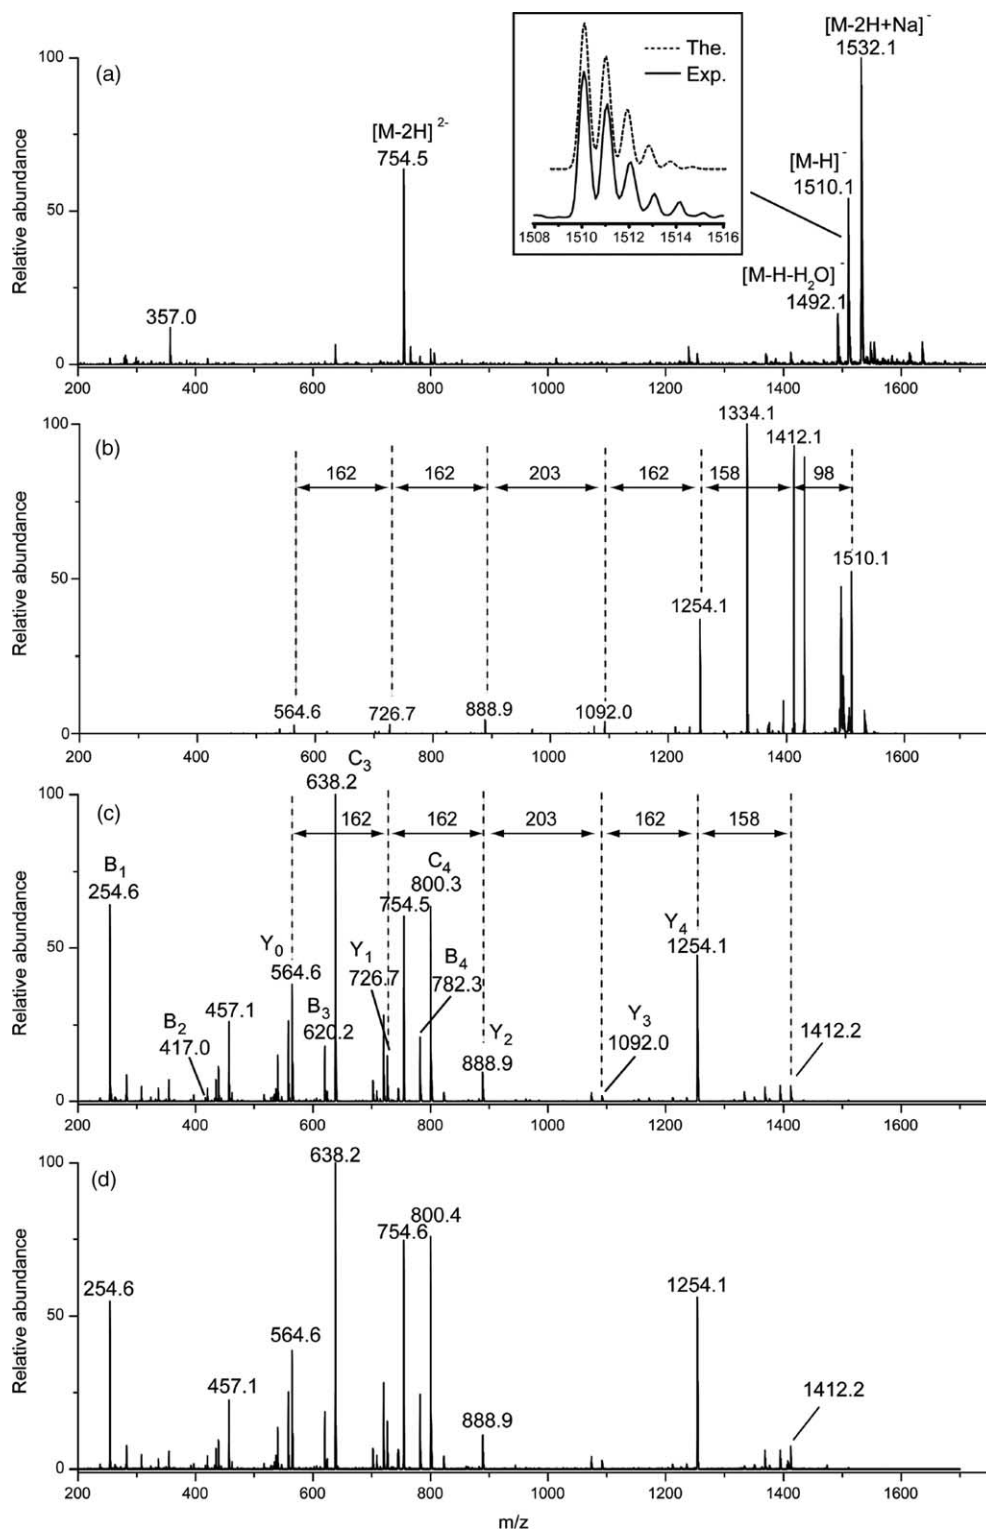 (a)
Relative abundance
100
50
0
[M-2H+Na]-
1532.1
The.
Exp.
1508 1510 1512 1514 1516
[M-2H] 2-
754.5
[M-H]-
1510.1
[M-H-H2O]-
1492.1
357.0
200 400 600 800 1000 1200 1400 1600
(b)
Relative abundance
100
50
0
1334.1
1412.1
162 162 203 162 158 98
1510.1
1254.1
564.6 726.7 888.9 1092.0
200 400 600 800 1000 1200 1400 1600
(c)
Relative abundance
100
50
0
C3
638.2
162 162 203 162 158
B1
254.6
C4
800.3
754.5
Y4
1254.1
Y0
564.6
Y1
726.7
B4
782.3
457.1
B3
620.2
B2
417.0
Y2
888.9
Y3
1092.0
1412.2
200 400 600 800 1000 1200 1400 1600
(d)
Relative abundance
100
50
0
638.2
754.6 800.4
254.6
1254.1
564.6
457.1
888.9
1412.2
200 400 600 800 1000 1200 1400 1600
m/z